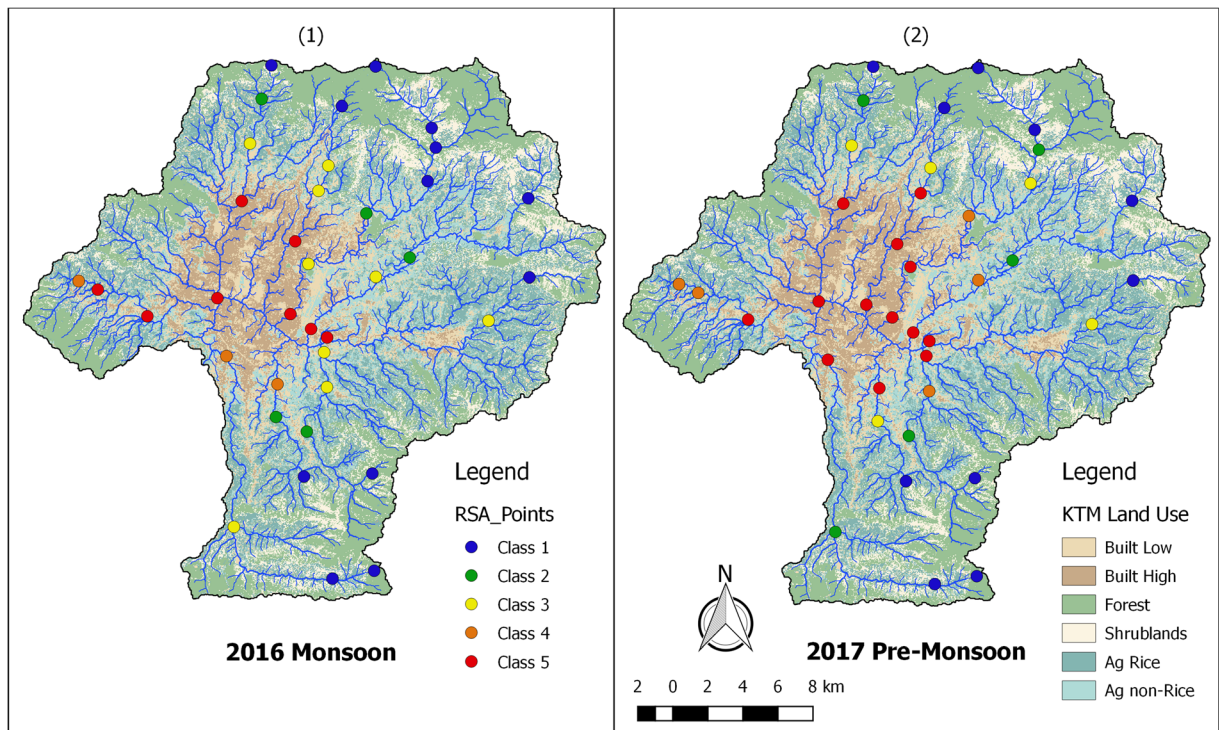 (1)
(2)
Legend
RSA_Points
Class 1
Class 2
Class 3
Class 4
Class 5
2016 Monsoon
Legend
KTM Land Use
Built Low
Built High
Forest
Shrublands
Ag Rice
Ag non-Rice
N
2017 Pre-Monsoon
2 0 2 4 6 8 km